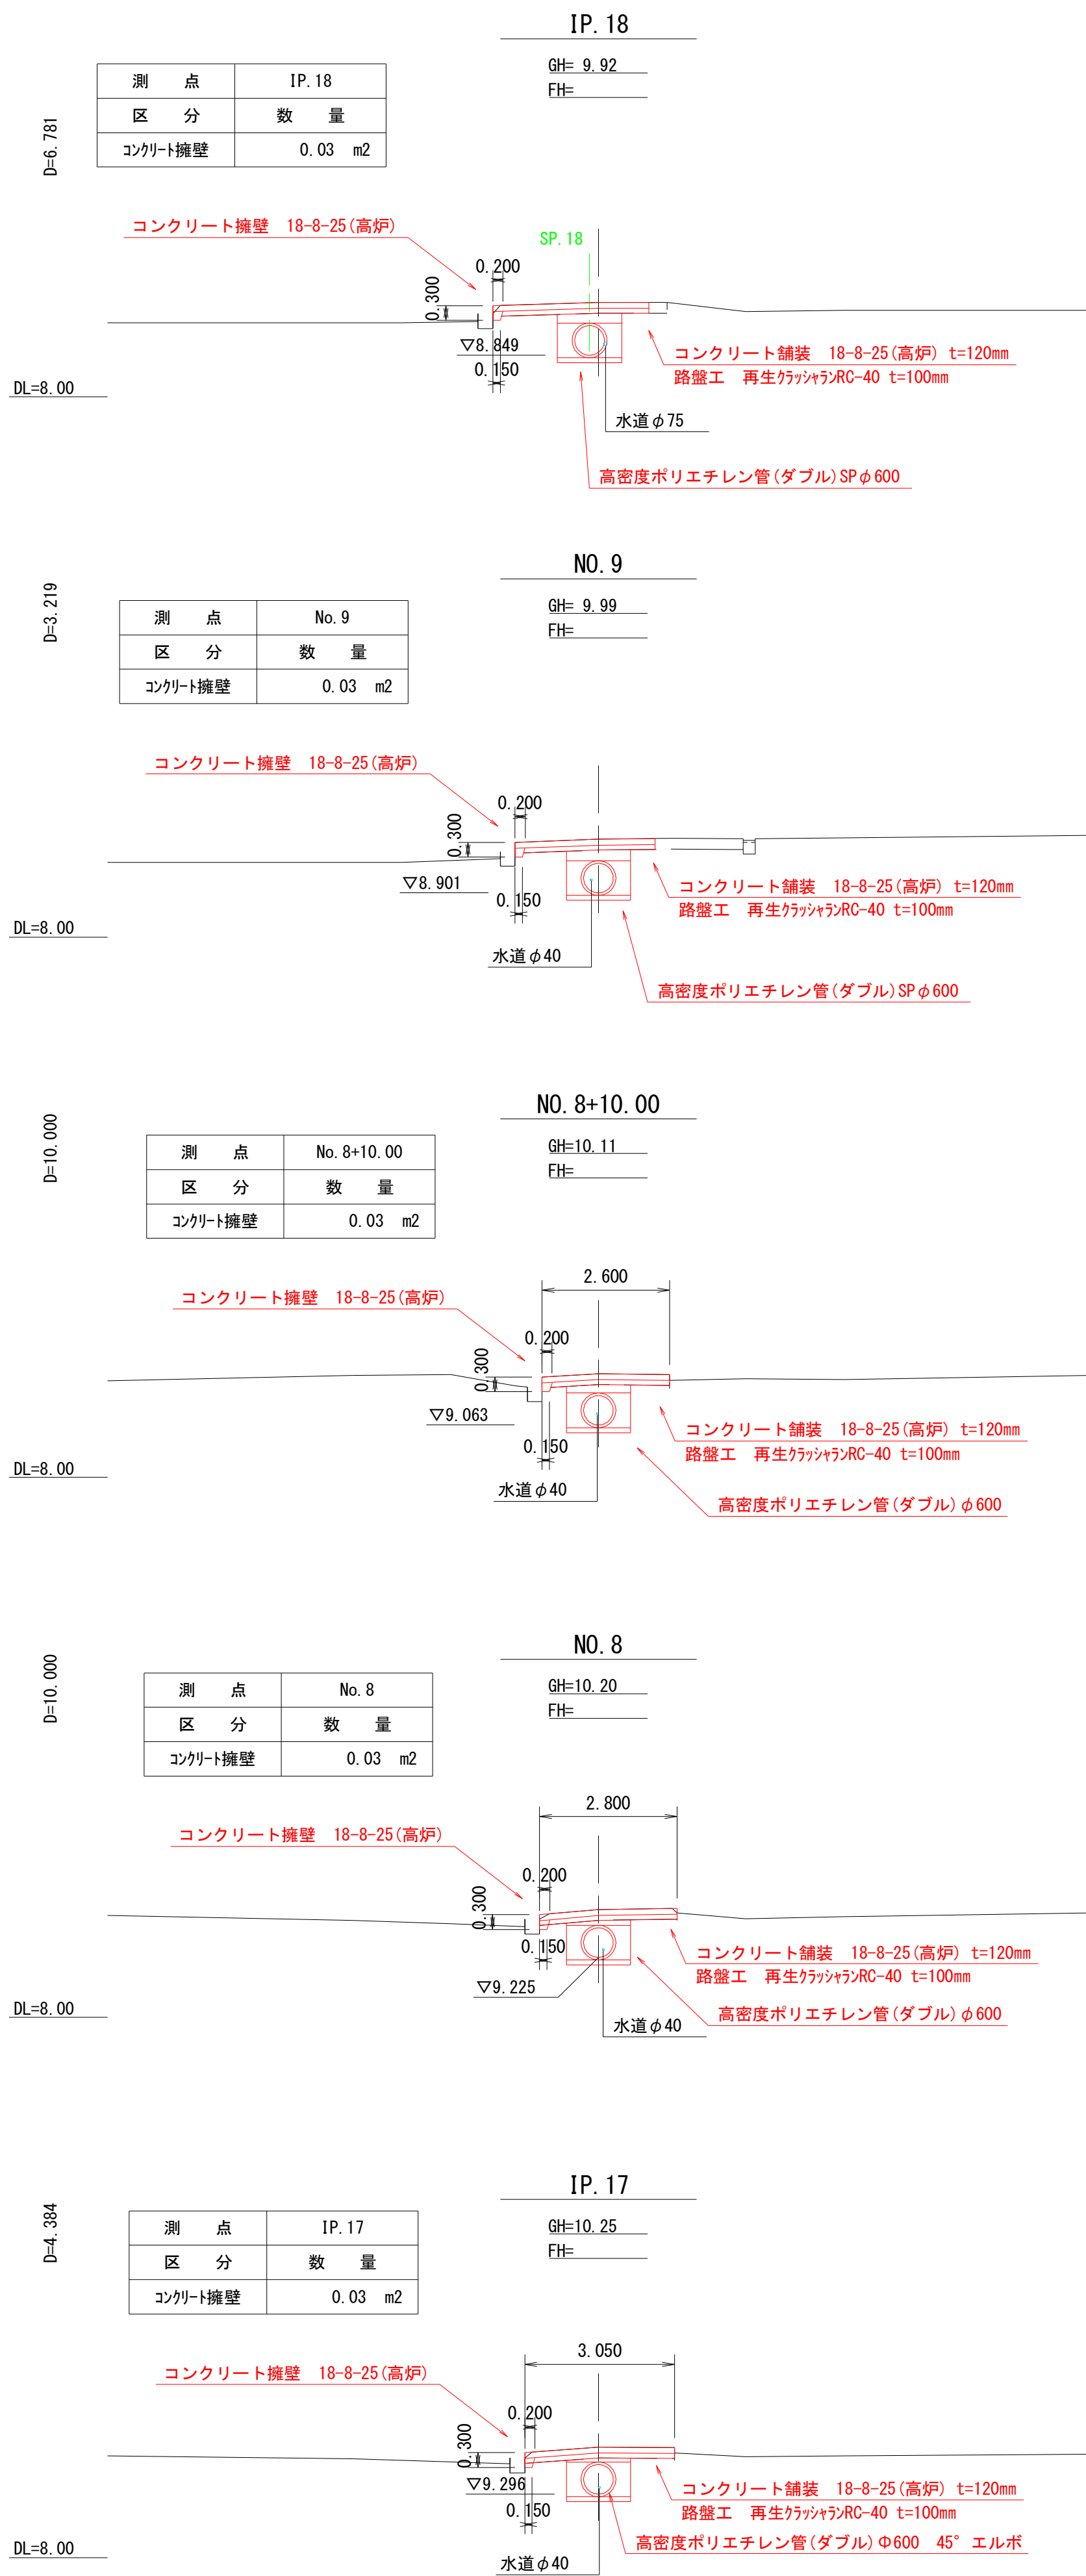 IP.18
GH= 9.92
FH=
D=6.781
測 点 IP.18
区 分 数 量
コンクリート擁壁 0.03 m2
コンクリート擁壁 18-8-25(高炉)
SP.18
0.200
0.300
▽8.849
0.150
コンクリート舗装 18-8-25(高炉) t=120mm
路盤工 再生クラッシャランRC-40 t=100mm
DL=8.00
水道φ75
高密度ポリエチレン管(ダブル)SPφ600
NO.9
GH= 9.99
FH=
D=3.219
測 点 No.9
区 分 数 量
コンクリート擁壁 0.03 m2
コンクリート擁壁 18-8-25(高炉)
0.200
0.300
▽8.901
0.150
コンクリート舗装 18-8-25(高炉) t=120mm
路盤工 再生クラッシャランRC-40 t=100mm
DL=8.00
水道φ40
高密度ポリエチレン管(ダブル)SPφ600
NO.8+10.00
GH=10.11
FH=
D=10.000
測 点 No.8+10.00
区 分 数 量
コンクリート擁壁 0.03 m2
2.600
コンクリート擁壁 18-8-25(高炉)
0.200
0.300
▽9.063
0.150
コンクリート舗装 18-8-25(高炉) t=120mm
路盤工 再生クラッシャランRC-40 t=100mm
DL=8.00
水道φ40
高密度ポリエチレン管(ダブル)φ600
NO.8
GH=10.20
FH=
D=10.000
測 点 No.8
区 分 数 量
コンクリート擁壁 0.03 m2
2.800
コンクリート擁壁 18-8-25(高炉)
0.200
0.300
0.150
コンクリート舗装 18-8-25(高炉) t=120mm
路盤工 再生クラッシャランRC-40 t=100mm
▽9.225
DL=8.00
高密度ポリエチレン管(ダブル)φ600
水道φ40
IP.17
GH=10.25
FH=
D=4.384
測 点 IP.17
区 分 数 量
コンクリート擁壁 0.03 m2
3.050
コンクリート擁壁 18-8-25(高炉)
0.200
0.300
▽9.296
0.150
コンクリート舗装 18-8-25(高炉) t=120mm
路盤工 再生クラッシャランRC-40 t=100mm
高密度ポリエチレン管(ダブル)Φ600 45°エルボ
DL=8.00
水道φ40